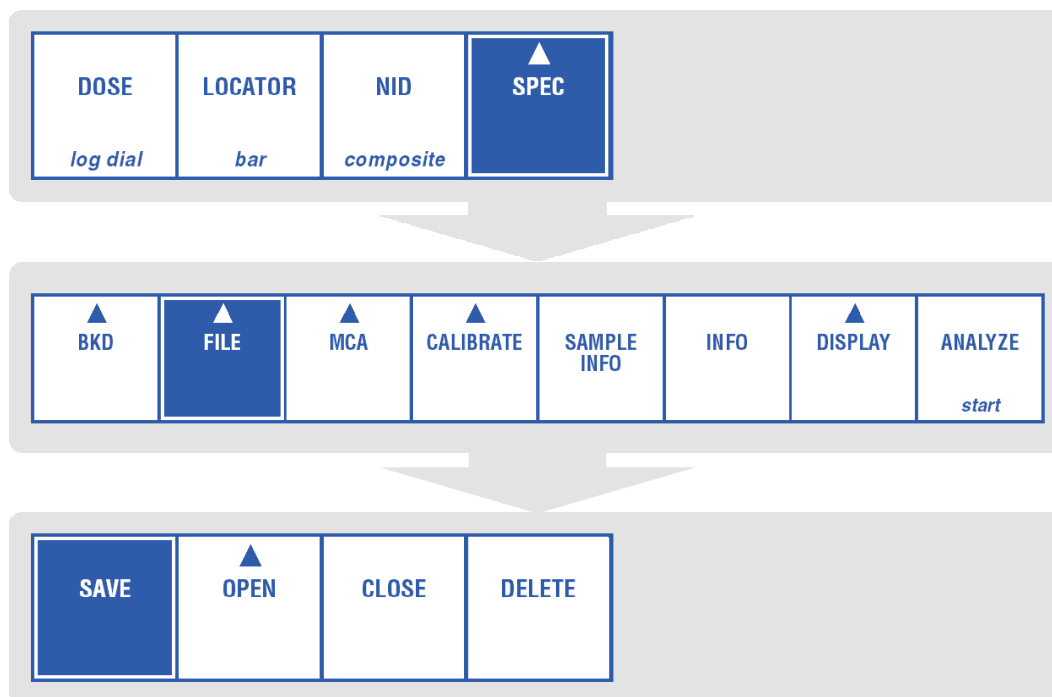 DOSE
log dial
LOCATOR
bar
NID
composite
SPEC
BKD
FILE
MCA
CALIBRATE
SAMPLE
INFO
INFO
DISPLAY
ANALYZE
start
SAVE
OPEN
CLOSE
DELETE